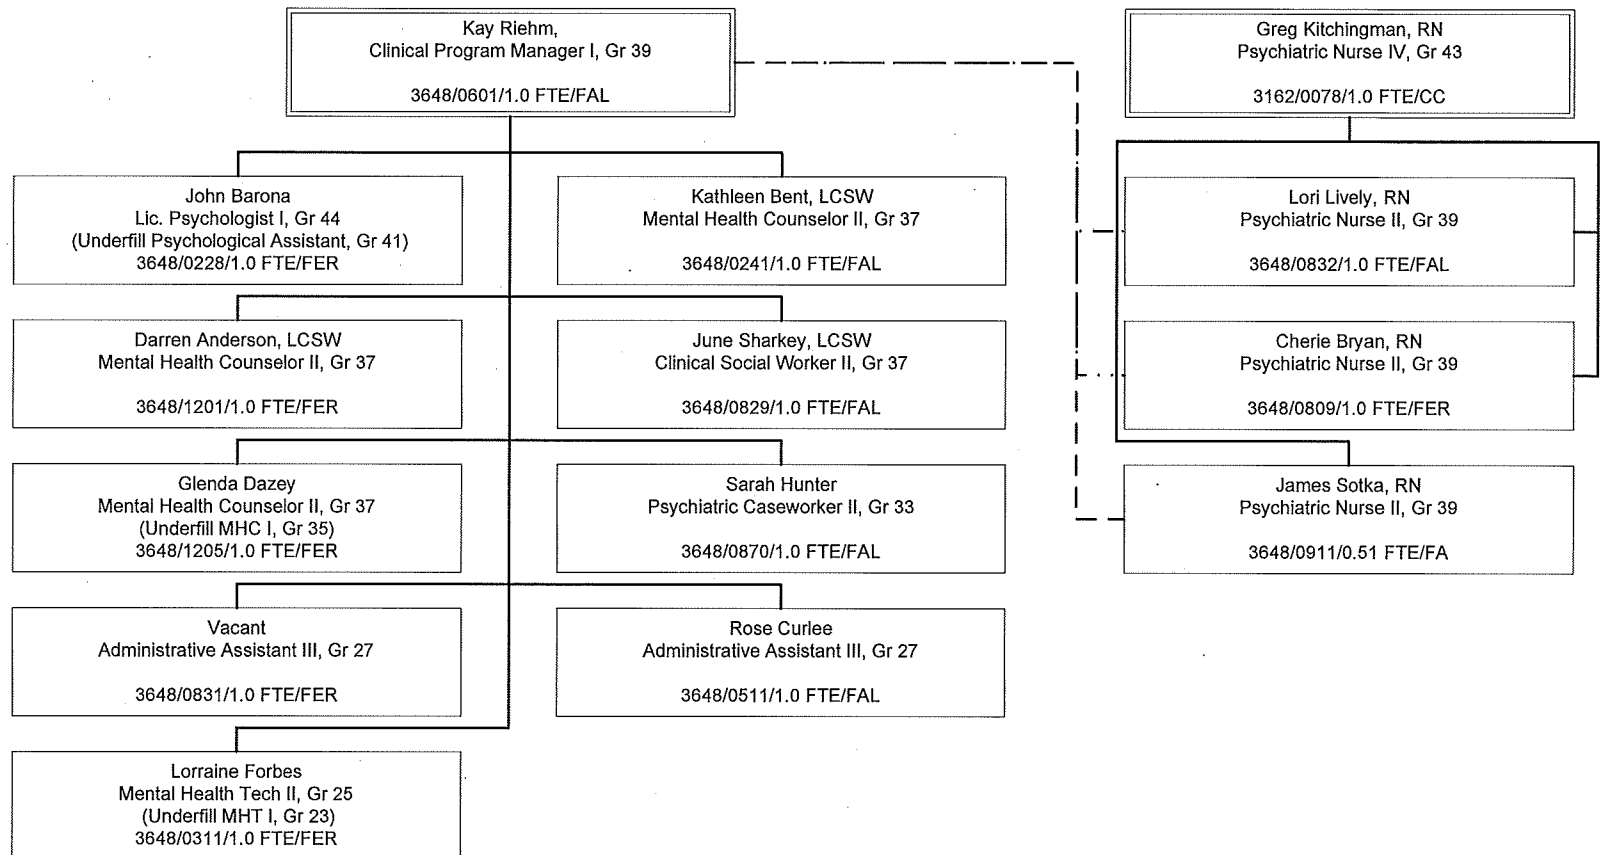 Kay Riehm,
Clinical Program Manager I, Gr 39
3648/0601/1.0 FTE/FAL
Greg Kitchingman, RN
Psychiatric Nurse IV, Gr 43
3162/0078/1.0 FTE/CC
John Barona
Lic. Psychologist I, Gr 44
(Underfill Psychological Assistant, Gr 41)
3648/0228/1.0 FTE/FER
Kathleen Bent, LCSW
Mental Health Counselor II, Gr 37
3648/0241/1.0 FTE/FAL
Lori Lively, RN
Psychiatric Nurse II, Gr 39
3648/0832/1.0 FTE/FAL
Darren Anderson, LCSW
Mental Health Counselor II, Gr 37
3648/1201/1.0 FTE/FER
June Sharkey, LCSW
Clinical Social Worker II, Gr 37
3648/0829/1.0 FTE/FAL
Cherie Bryan, RN
Psychiatric Nurse II, Gr 39
3648/0809/1.0 FTE/FER
Glenda Dazey
Mental Health Counselor II, Gr 37
(Underfill MHC I, Gr 35)
3648/1205/1.0 FTE/FER
Sarah Hunter
Psychiatric Caseworker II, Gr 33
3648/0870/1.0 FTE/FAL
James Sotka, RN
Psychiatric Nurse II, Gr 39
3648/0911/0.51 FTE/FA
Vacant
Administrative Assistant III, Gr 27
3648/0831/1.0 FTE/FER
Rose Curlee
Administrative Assistant III, Gr 27
3648/0511/1.0 FTE/FAL
Lorraine Forbes
Mental Health Tech II, Gr 25
(Underfill MHT I, Gr 23)
3648/0311/1.0 FTE/FER